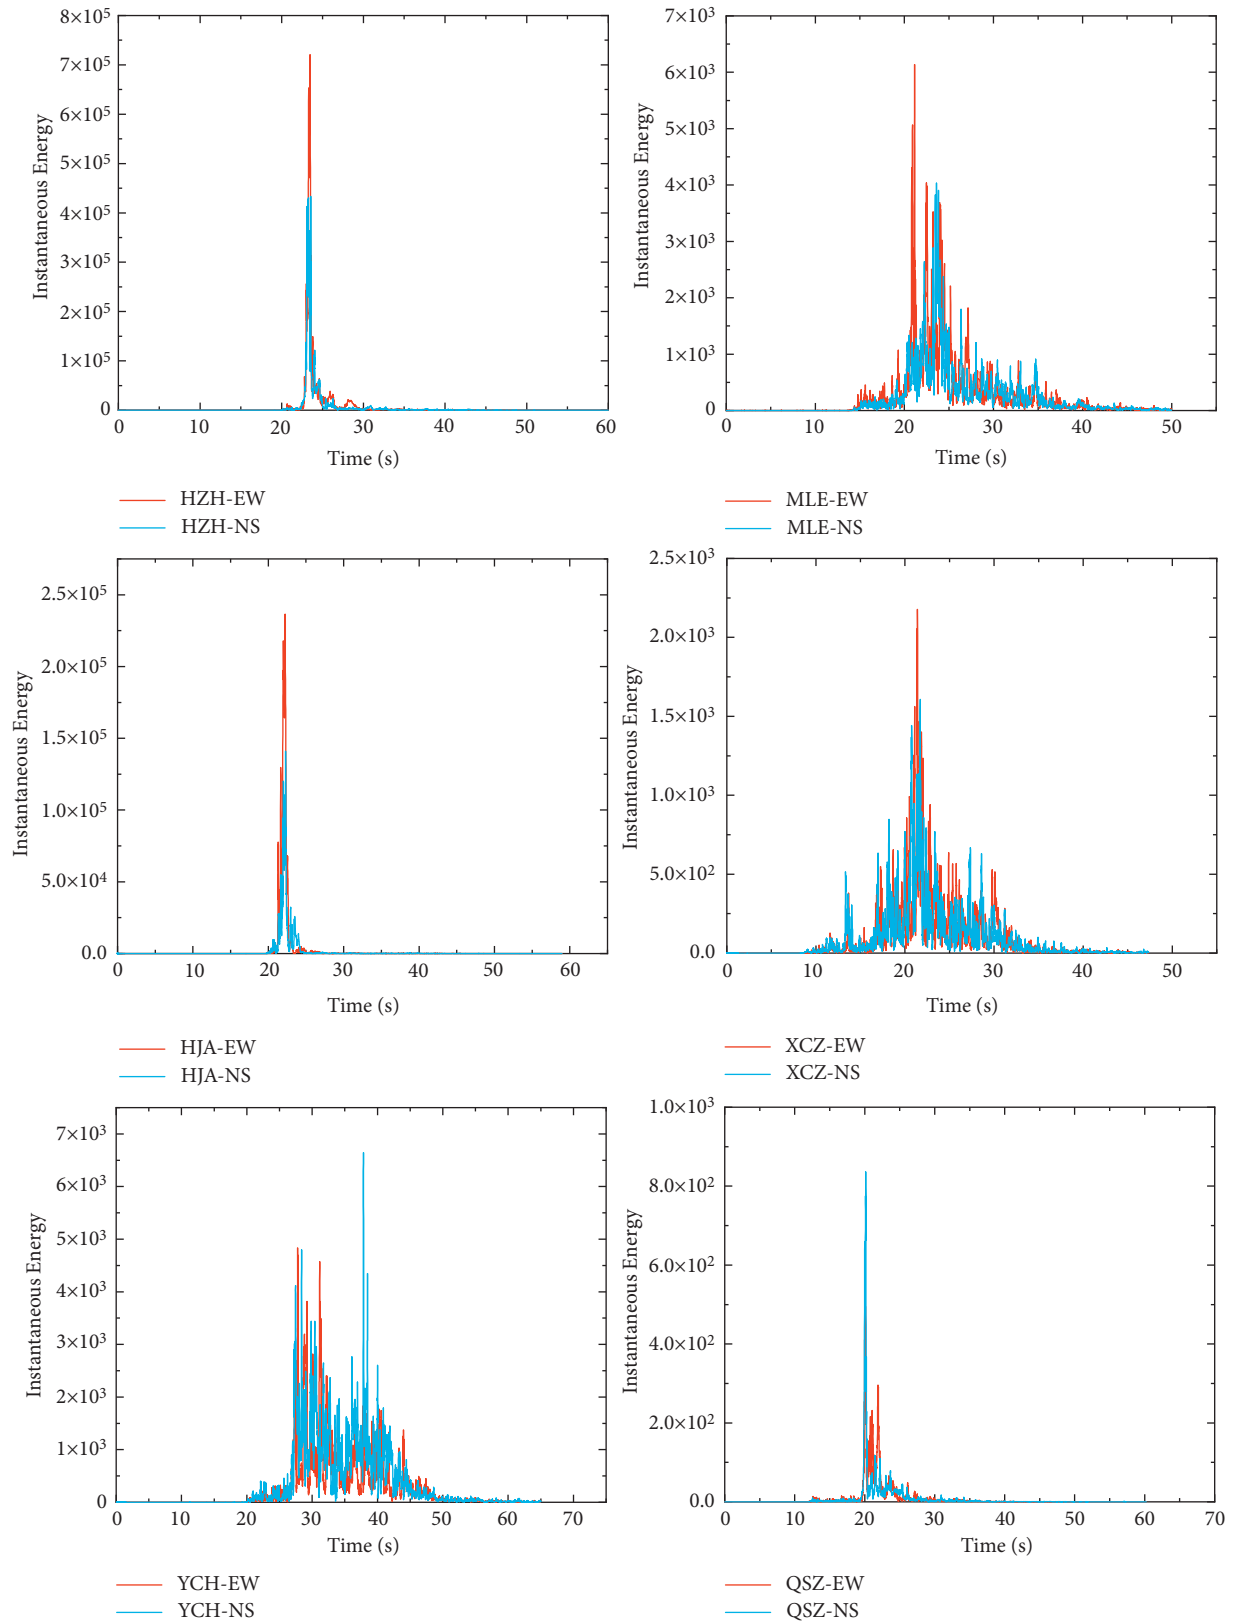 8×10⁵
7×10⁵
6×10⁵
5×10⁵
4×10⁵
3×10⁵
2×10⁵
1×10⁵
0
Instantaneous Energy
0 10 20 30 40 50 60
Time (s)
HZH-EW
HZH-NS
7×10³
6×10³
5×10³
4×10³
3×10³
2×10³
1×10³
0
Instantaneous Energy
0 10 20 30 40 50
Time (s)
MLE-EW
MLE-NS
2.5×10⁵
2.0×10⁵
1.5×10⁵
1.0×10⁵
5.0×10⁴
0.0
Instantaneous Energy
0 10 20 30 40 50 60
Time (s)
HJA-EW
HJA-NS
2.5×10³
2.0×10³
1.5×10³
1.0×10³
5.0×10²
0.0
Instantaneous Energy
0 10 20 30 40 50
Time (s)
XCZ-EW
XCZ-NS
7×10³
6×10³
5×10³
4×10³
3×10³
2×10³
1×10³
0
Instantaneous Energy
0 10 20 30 40 50 60 70
Time (s)
YCH-EW
YCH-NS
1.0×10³
8.0×10²
6.0×10²
4.0×10²
2.0×10²
0.0
Instantaneous Energy
0 10 20 30 40 50 60 70
Time (s)
QSZ-EW
QSZ-NS